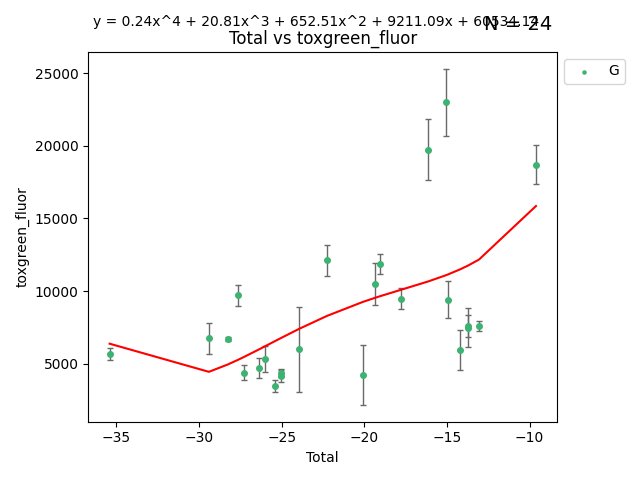 y = 0.24x^4 + 20.81x^3 + 652.51x^2 + 9211.09x + 60534.14
N = 24
Total vs toxgreen_fluor
G
25000
20000
15000
10000
5000
toxgreen_fluor
−35
−30
−25
−20
−15
−10
Total